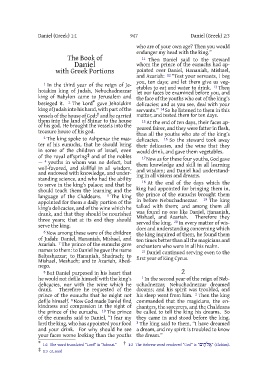 Daniel (Greek) 1:1
947
Daniel (Greek) 2:3
The Book of
Daniel
with Greek Portions
1 In the third year of the reign of Je-
hoiakim king of Judah, Nebuchadnezzar
king of Babylon came to Jerusalem and
besieged it. 2 The Lord gave Jehoiakim
king of Judah into his hand, with part of the
vessels of the house of God; and he carried
them into the land of Shinar to the house
of his god. He brought the vessels into the
treasure house of his god.
3 The king spoke to Ashpenaz the mas-
ter of his eunuchs, that he should bring
in some of the children of Israel, even
of the royal offspring and of the nobles
— 4 youths in whom was no defect, but
well-favored, and skillful in all wisdom,
and endowed with knowledge, and under-
standing science, and who had the ability
to serve in the king's palace; and that he
should teach them the learning and the
language of the Chaldeans. 5 The king
appointed for them a daily portion of the
king's delicacies, and of the wine which he
drank, and that they should be nourished
three years; that at its end they should
serve the king.
6 Now among these were of the children
of Judah: Daniel, Hananiah, Mishael, and
Azariah. 7 The prince of the eunuchs gave
names to them: to Daniel he gave the name
Belteshazzar; to Hananiah, Shadrach; to
Mishael, Meshach; and to Azariah, Abed-
nego.
8 But Daniel purposed in his heart that
he would not defile himself with the king's
delicacies, nor with the wine which he
drank. Therefore he requested of the
prince of the eunuchs that he might not
defile himself. 9 Now God made Daniel find
kindness and compassion in the sight of
the prince of the eunuchs. 10 The prince
of the eunuchs said to Daniel, "I fear my
lord the king, who has appointed your food
and your drink. For why should he see
your faces worse looking than the youths
who are of your own age? Then you would
endanger my head with the king."
11 Then Daniel said to the steward
whom the prince of the eunuchs had ap-
pointed over Daniel, Hananiah, Mishael,
and Azariah: 12 "Test your servants, I beg
you, ten days; and let them give us veg-
etables to eat and water to drink. 13 Then
let our faces be examined before you, and
the face of the youths who eat of the king's
delicacies; and as you see, deal with your
servants." 14 So he listened to them in this
matter, and tested them for ten days.
15 At the end of ten days, their faces ap-
peared fairer, and they were fatter in flesh,
than all the youths who ate of the king's
delicacies. 16 So the steward took away
their delicacies, and the wine that they
would drink, and gave them vegetables.
17 Now as for these four youths, God gave
them knowledge and skill in all learning
and wisdom; and Daniel had understand-
ing in all visions and dreams.
18 At the end of the days which the
king had appointed for bringing them in,
the prince of the eunuchs brought them
in before Nebuchadnezzar. 19 The king
talked with them; and among them all
was found no one like Daniel, Hananiah,
Mishael, and Azariah. Therefore they
served the king. 20 In every matter of wis-
dom and understanding concerning which
the king inquired of them, he found them
ten times better than all the magicians and
enchanters who were in all his realm.
21 Daniel continued serving even to the
first year of King Cyrus.
2
1 In the second year of the reign of Neb-
uchadnezzar, Nebuchadnezzar dreamed
dreams; and his spirit was troubled, and
his sleep went from him. 2 Then the king
commanded that the magicians, the en-
chanters, the sorcerers, and the Chaldeans
be called to tell the king his dreams. So
they came in and stood before the king.
3 The king said to them, "I have dreamed
a dream, and my spirit is troubled to know
the dream."